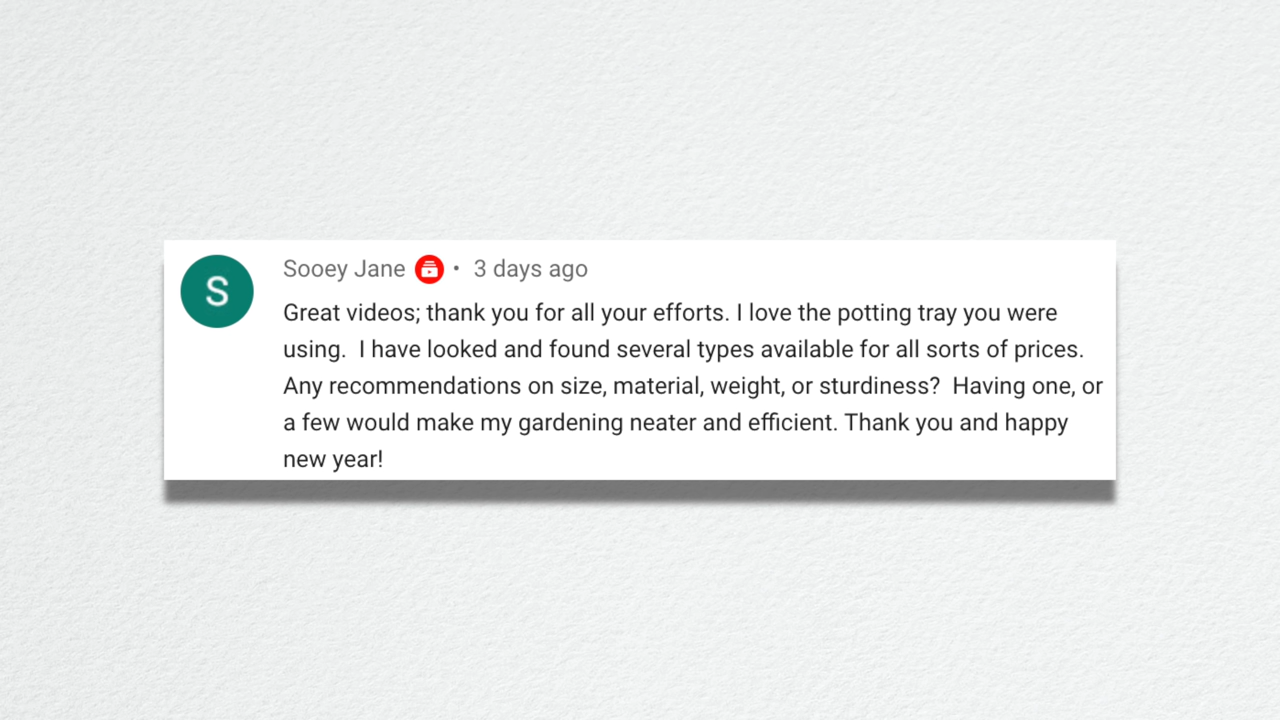 S
Sooey Jane • 3 days ago
Great videos; thank you for all your efforts. I love the potting tray you were
using.  I have looked and found several types available for all sorts of prices.
Any recommendations on size, material, weight, or sturdiness?  Having one, or
a few would make my gardening neater and efficient. Thank you and happy
new year!